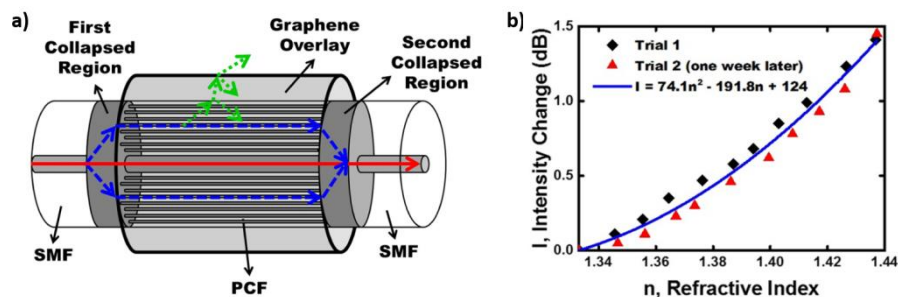 a)
First
Collapsed
Region
Graphene
Overlay
Second
Collapsed
Region
SMF
PCF
SMF
b)
I, Intensity Change (dB)
1.5
1.0
0.5
0.0
Trial 1
Trial 2 (one week later)
I = 74.1n² - 191.8n + 124
1.34 1.36 1.38 1.40 1.42 1.44
n, Refractive Index